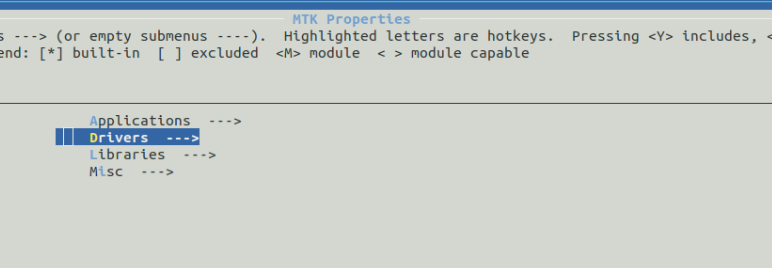 MTK Properties
s ---> (or empty submenus ----).  Highlighted letters are hotkeys.  Pressing <Y> includes, <
end: [*] built-in  [ ] excluded  <M> module  < > module capable
Applications  --->
Drivers  --->
Libraries  --->
Misc  --->